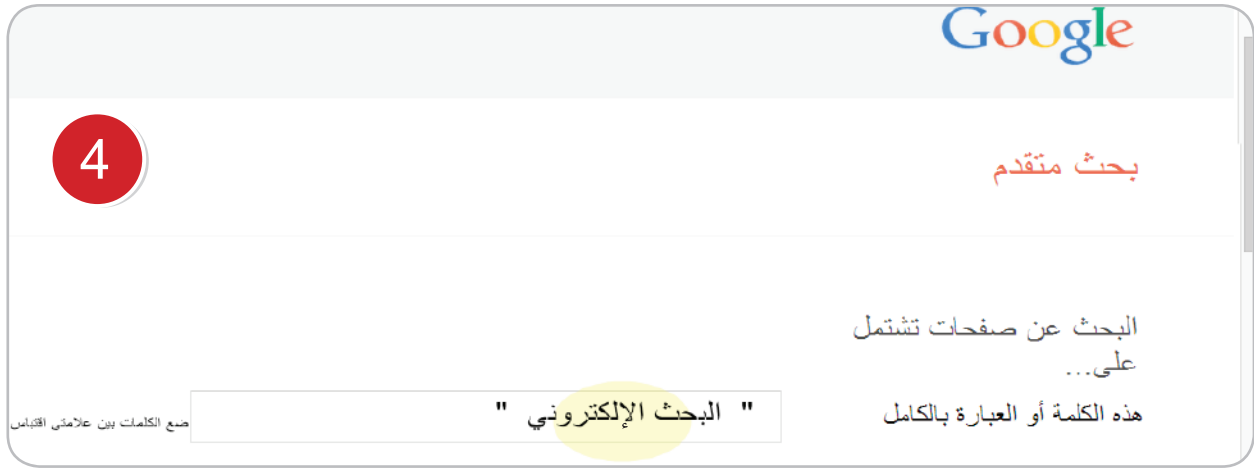 Google
4
بحث متقدم
البحث عن صفحات تشتمل
على...
هذه الكلمة أو العبارة بالكامل
" البحث الإلكتروني "
ضع الكلمات بين علامتي اقتباس